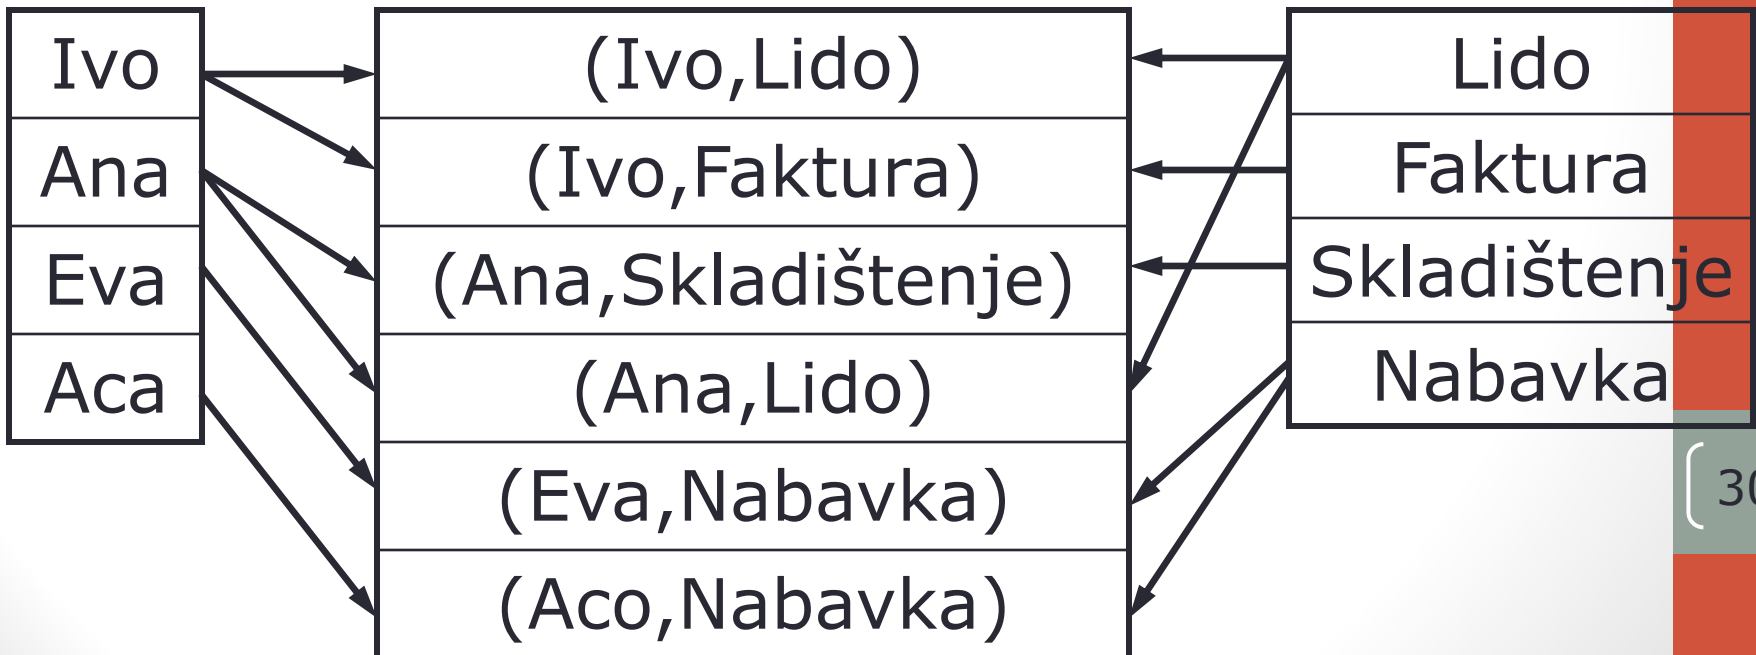 Ivo
Ana
Eva
Aca
(Ivo,Lido)
(Ivo,Faktura)
(Ana,Skladištenje)
(Ana,Lido)
(Eva,Nabavka)
(Aco,Nabavka)
Lido
Faktura
Skladištenje
Nabavka
30